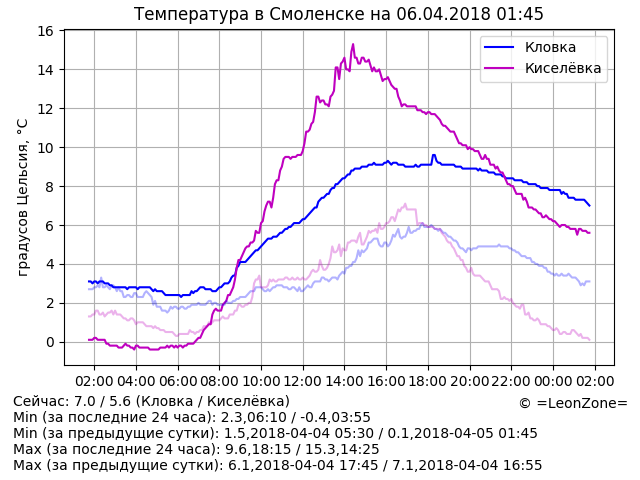 Температура в Смоленске на 06.04.2018 01:45
Кловка
Киселёвка
градусов Цельсия, °C
16
14
12
10
8
6
4
2
0
02:00 04:00 06:00 08:00 10:00 12:00 14:00 16:00 18:00 20:00 22:00 00:00 02:00
Сейчас: 7.0 / 5.6 (Кловка / Киселёвка)
© =LeonZone=
Min (за последние 24 часа): 2.3,06:10 / -0.4,03:55
Min (за предыдущие сутки): 1.5,2018-04-04 05:30 / 0.1,2018-04-05 01:45
Max (за последние 24 часа): 9.6,18:15 / 15.3,14:25
Max (за предыдущие сутки): 6.1,2018-04-04 17:45 / 7.1,2018-04-04 16:55